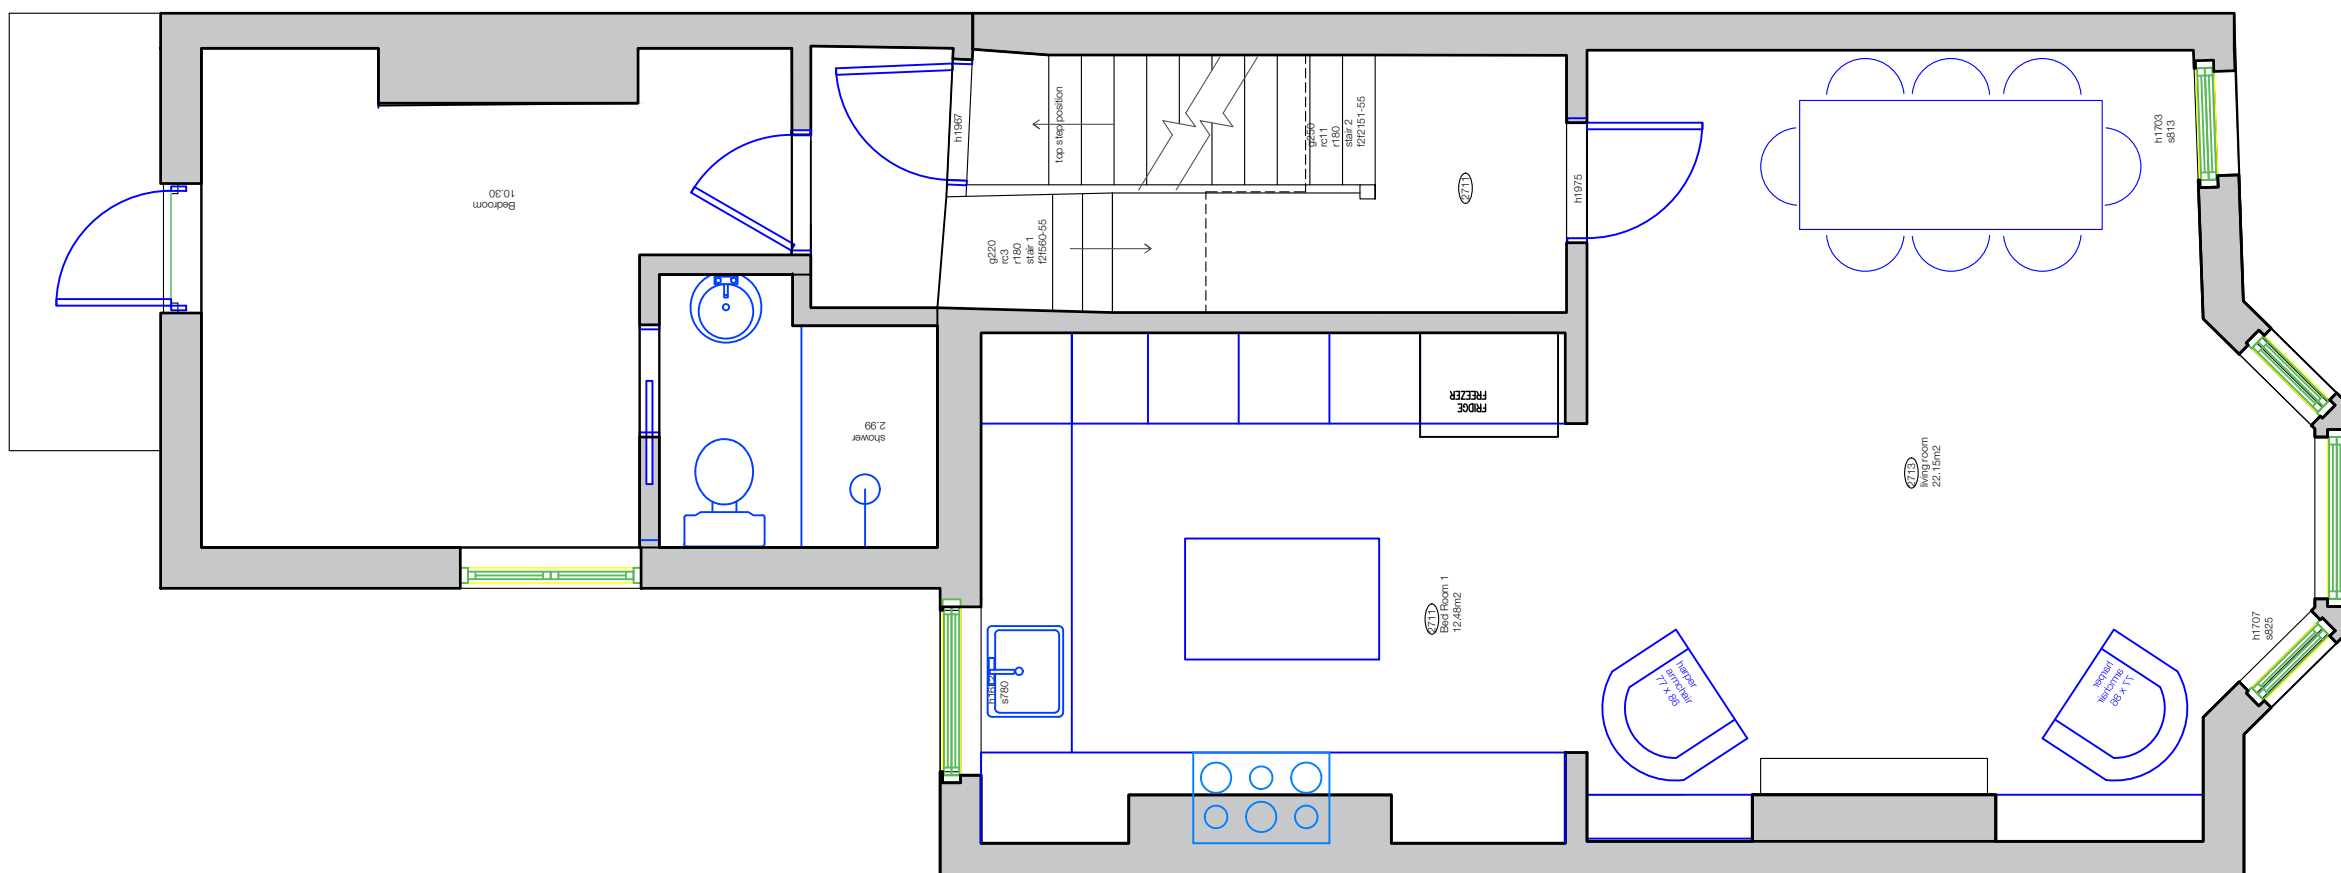 Bedroom
10.30
shower
2.99
h1967
top step position
g220
rc3
r180
stair 1
f2f560-55
g250
rc11
r180
stair 2
f2f2151-55
2711
h1975
FRIDGE
FREEZER
s780
2711
Bed Room 1
12.48m2
2713
living room
22.15m2
h1703
s813
h1707
s825
harper
armchair
77 x 86
harper
armchair
77 x 86